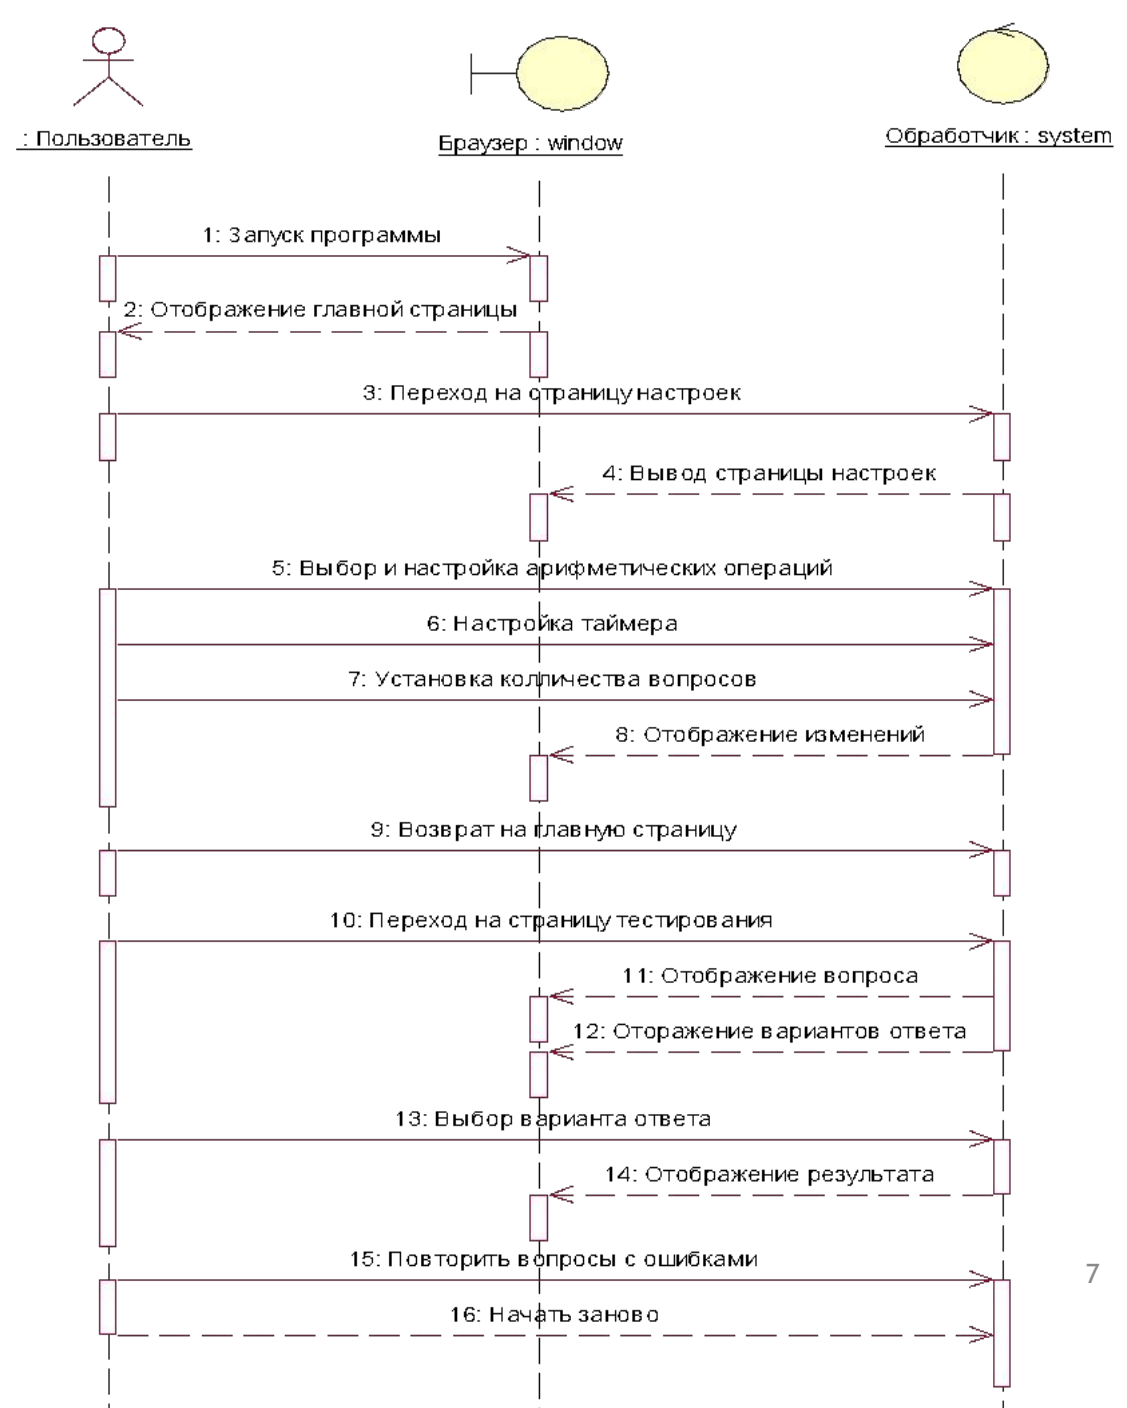 : Пользователь
Браузер : window
Обработчик : system
1: Запуск программы
2: Отображение главной страницы
3: Переход на страницу настроек
4: Вывод страницы настроек
5: Выбор и настройка арифметических операций
6: Настройка таймера
7: Установка колличества вопросов
8: Отображение изменений
9: Возврат на главную страницу
10: Переход на страницу тестирования
11: Отображение вопроса
12: Оторажение вариантов ответа
13: Выбор варианта ответа
14: Отображение результата
15: Повторить вопросы с ошибками
7
16: Начать заново